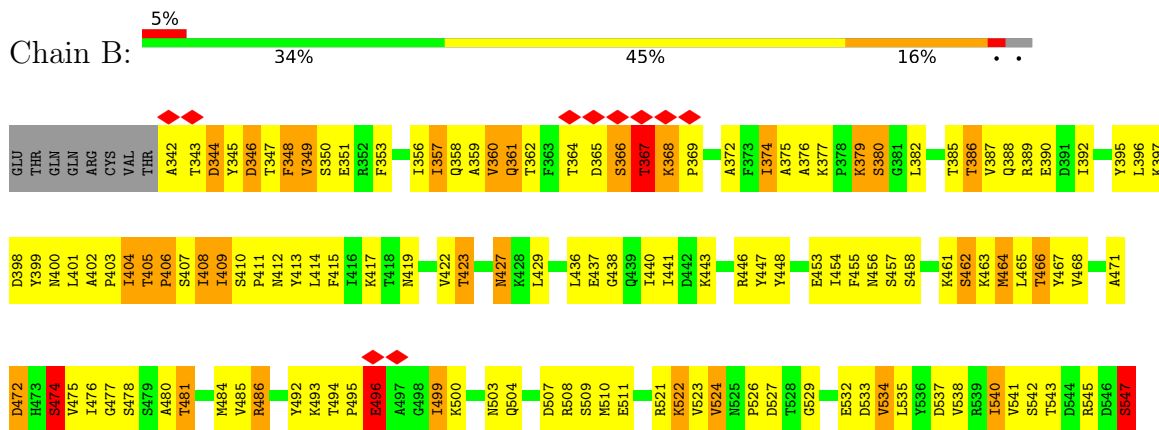 5%
Chain B:
34% 45% 16% . .
GLU THR GLN GLN ARG CYS VAL THR A342 T343 D344 Y345 D346 T347 F348 V349 S350 E351 R352 F353 I356 I357 Q358 A359 V360 Q361 T362 F363 T364 D365 S366 T367 K368 P369 A372 F373 I374 A375 A376 K377 P378 K379 S380 G381 L382 T385 T386 V387 Q388 R389 E390 D391 I392 Y395 L396 K397
D398 Y399 N400 L401 A402 P403 I404 T405 P406 S407 I408 I409 S410 P411 N412 Y413 L414 F415 I416 K417 T418 N419 V422 T423 N427 K428 L429 L436 E437 G438 Q439 I440 I441 D442 K443 R446 Y447 Y448 E453 I454 F455 N456 S457 S458 K461 S462 K463 M464 L465 T466 Y467 V468 A471
D472 H473 S474 V475 I476 G477 S478 S479 A480 T481 M484 V485 R486 Y492 K493 T494 P495 E496 A497 G498 I499 K500 N503 Q504 D507 R508 S509 M510 E511 R521 K522 V523 V524 N525 P526 D527 T528 G529 E532 D533 V534 L535 Y536 D537 V538 R539 I540 V541 S542 T543 D544 R545 D546 S547